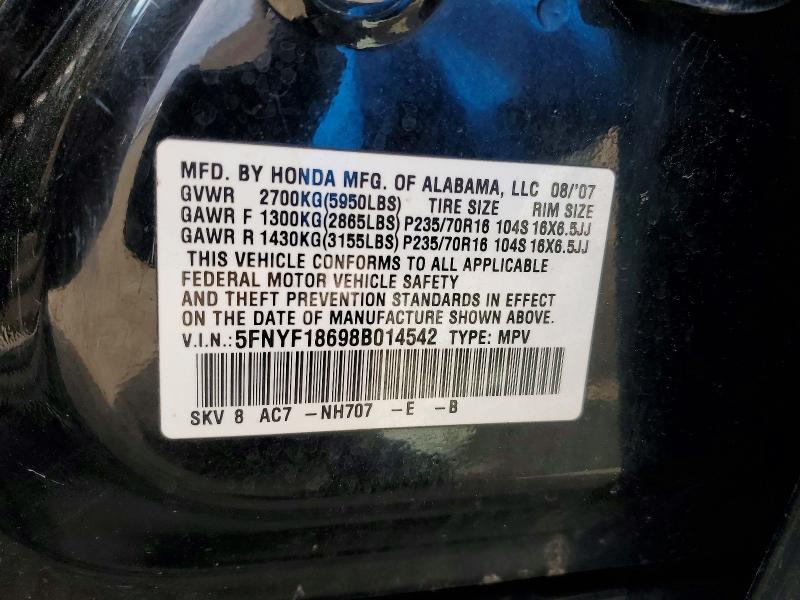 MFD. BY HONDA MFG. OF ALABAMA, LLC 08/'07
GVWR 2700KG(5950LBS) TIRE SIZE RIM SIZE
GAWR F 1300KG(2865LBS) P235/70R16 104S 16X6.5JJ
GAWR R 1430KG(3155LBS) P235/70R16 104S 16X6.5JJ
THIS VEHICLE CONFORMS TO ALL APPLICABLE
FEDERAL MOTOR VEHICLE SAFETY
AND THEFT PREVENTION STANDARDS IN EFFECT
ON THE DATE OF MANUFACTURE SHOWN ABOVE.
V.I.N.: 5FNYF18698B014542 TYPE: MPV
SKV 8 AC7 -NH707 -E -B